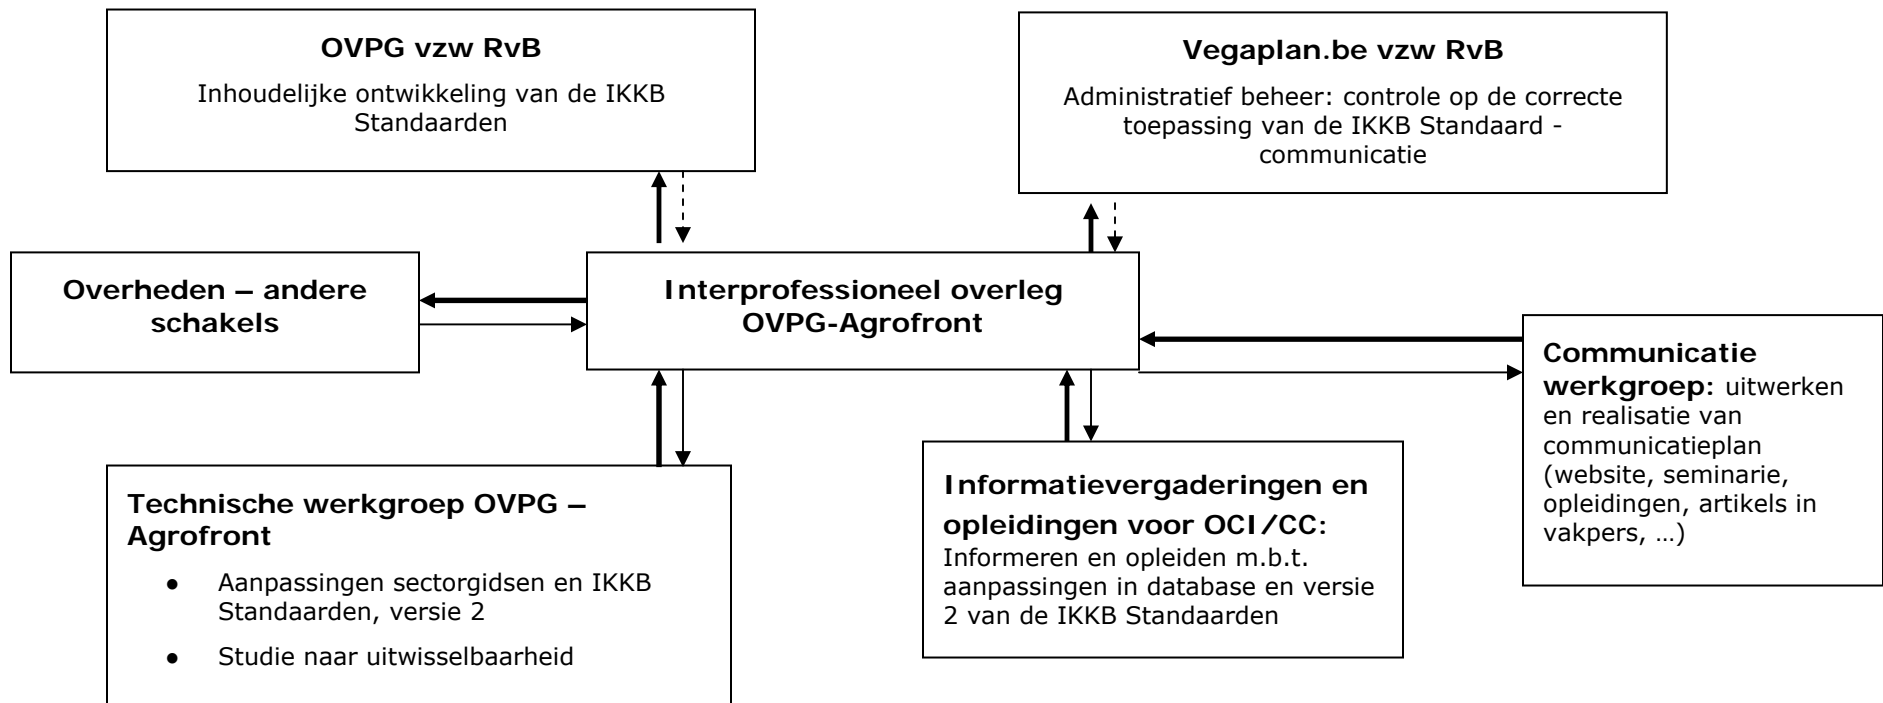 OVPG vzw RvB
Inhoudelijke ontwikkeling van de IKKB
Standaarden
Vegaplan.be vzw RvB
Administratief beheer: controle op de correcte
toepassing van de IKKB Standaard -
communicatie
Overheden – andere
schakels
Interprofessioneel overleg
OVPG-Agrofront
Communicatie
werkgroep: uitwerken
en realisatie van
communicatieplan
(website, seminarie,
opleidingen, artikels in
vakpers, …)
Technische werkgroep OVPG –
Agrofront
● Aanpassingen sectorgidsen en IKKB
Standaarden, versie 2
● Studie naar uitwisselbaarheid
Informatievergaderingen en
opleidingen voor OCI/CC:
Informeren en opleiden m.b.t.
aanpassingen in database en versie
2 van de IKKB Standaarden